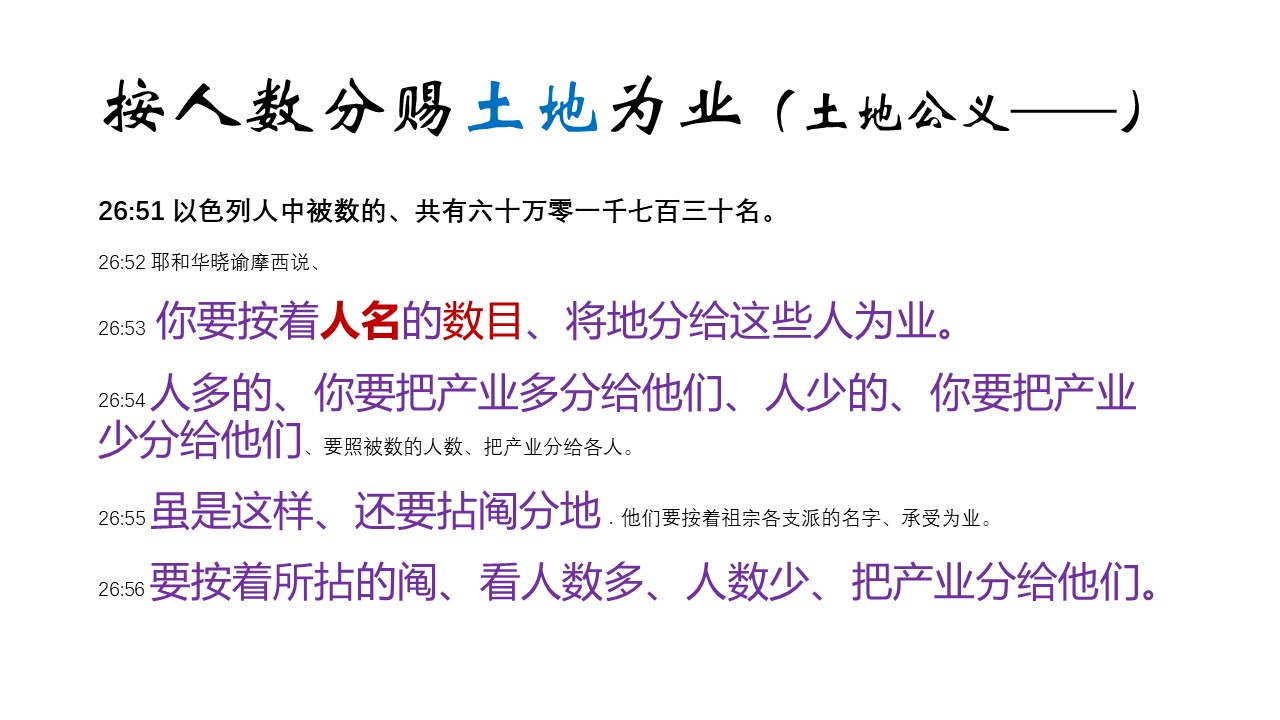 按人数分赐土地为业（土地公义——）
26:51 以色列人中被数的、共有六十万零一千七百三十名。
26:52 耶和华晓谕摩西说、
26:53 你要按着人名的数目、将地分给这些人为业。
26:54 人多的、你要把产业多分给他们、人少的、你要把产业
少分给他们、要照被数的人数、把产业分给各人。
26:55 虽是这样、还要拈阄分地．他们要按着祖宗各支派的名字、承受为业。
26:56 要按着所拈的阄、看人数多、人数少、把产业分给他们。